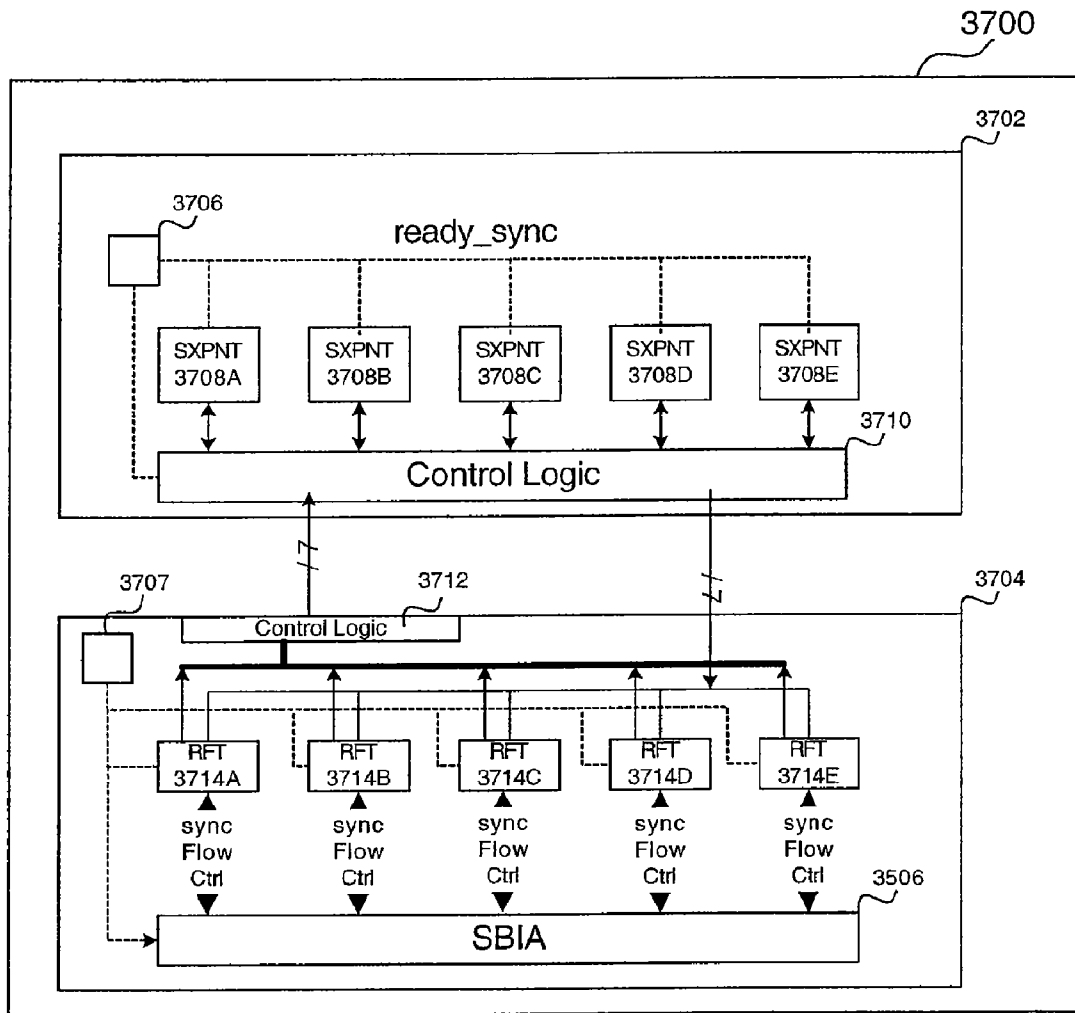 3700
3702
3706
ready_sync
SXPNT 3708A
SXPNT 3708B
SXPNT 3708C
SXPNT 3708D
SXPNT 3708E
3710
Control Logic
17
17
3707
3712
3704
Control Logic
RFT 3714A
RFT 3714B
RFT 3714C
RFT 3714D
RFT 3714E
sync Flow Ctrl
sync Flow Ctrl
sync Flow Ctrl
sync Flow Ctrl
sync Flow Ctrl
3506
SBIA